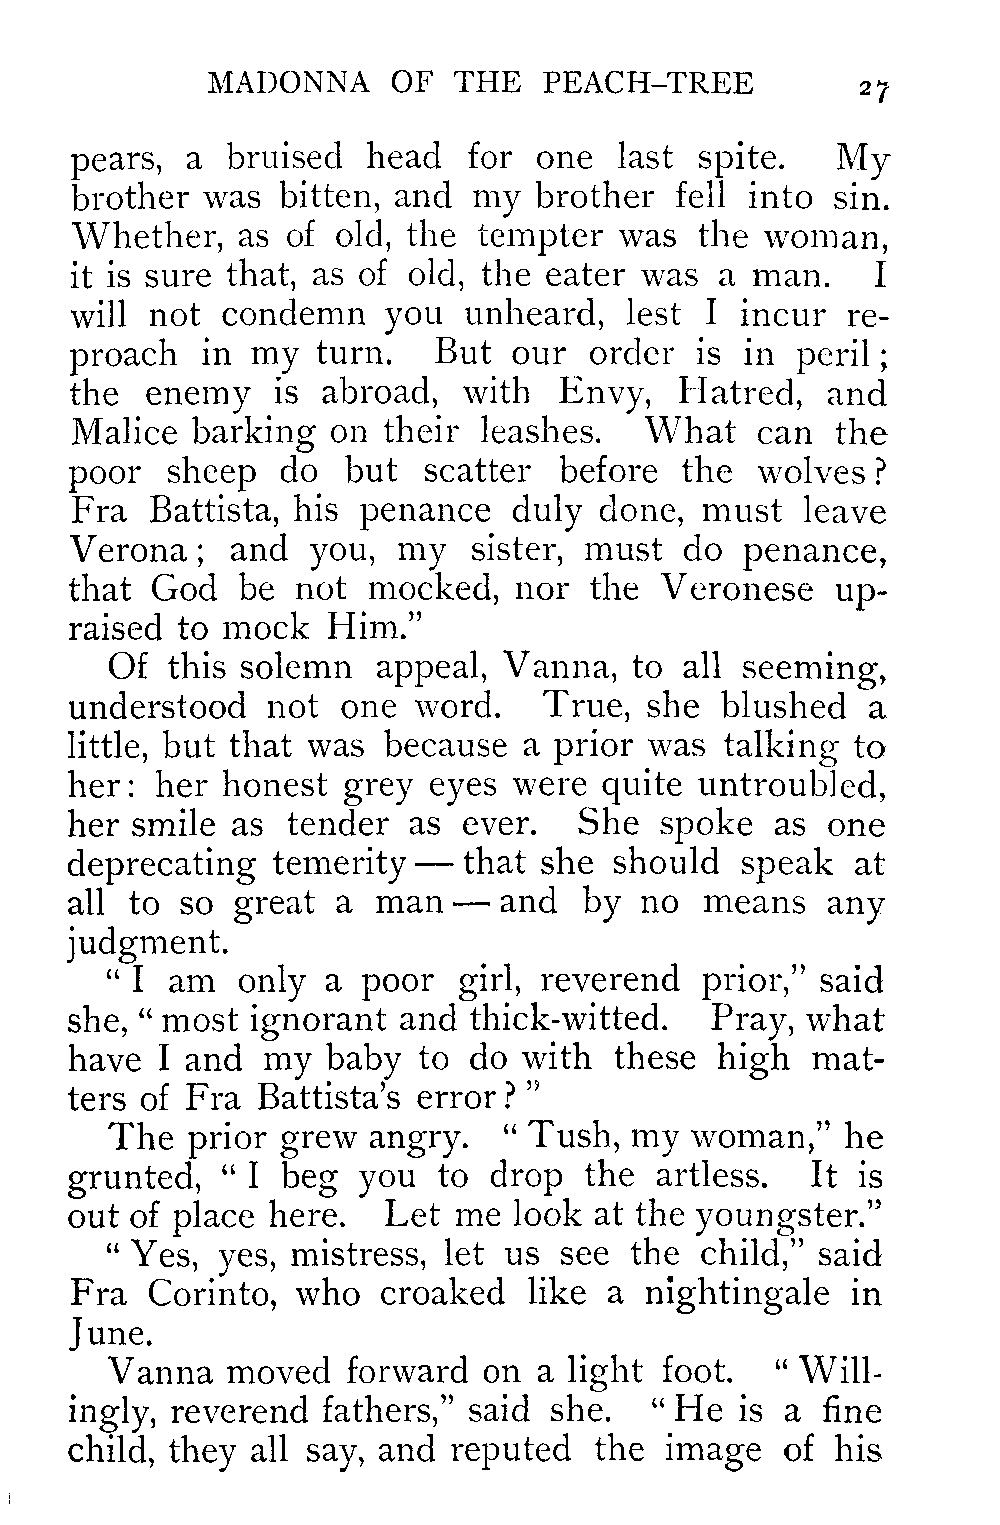 MADONNA OF THE PEACH-TREE 27
pears, a bruised head for one last spite. My
brother was bitten, and my brother fell into sin.
Whether, as of old, the tempter was the woman,
it is sure that, as of old, the eater was a man. I
will not condemn you unheard, lest I incur re-
proach in my turn. But our order is in peril;
the enemy is abroad, with Envy, Hatred, and
Malice barking on their leashes. What can the
poor sheep do but scatter before the wolves?
Fra Battista, his penance duly done, must leave
Verona; and you, my sister, must do penance,
that God be not mocked, nor the Veronese up-
raised to mock Him."
Of this solemn appeal, Vanna, to all seeming,
understood not one word. True, she blushed a
little, but that was because a prior was talking to
her: her honest grey eyes were quite untroubled,
her smile as tender as ever. She spoke as one
deprecating temerity — that she should speak at
all to so great a man — and by no means any
judgment.
"I am only a poor girl, reverend prior," said
she, "most ignorant and thick-witted. Pray, what
have I and my baby to do with these high mat-
ters of Fra Battista's error?"
The prior grew angry. "Tush, my woman," he
grunted, "I beg you to drop the artless. It is
out of place here. Let me look at the youngster."
"Yes, yes, mistress, let us see the child," said
Fra Corinto, who croaked like a nightingale in
June.
Vanna moved forward on a light foot. "Will-
ingly, reverend fathers," said she. "He is a fine
child, they all say, and reputed the image of his